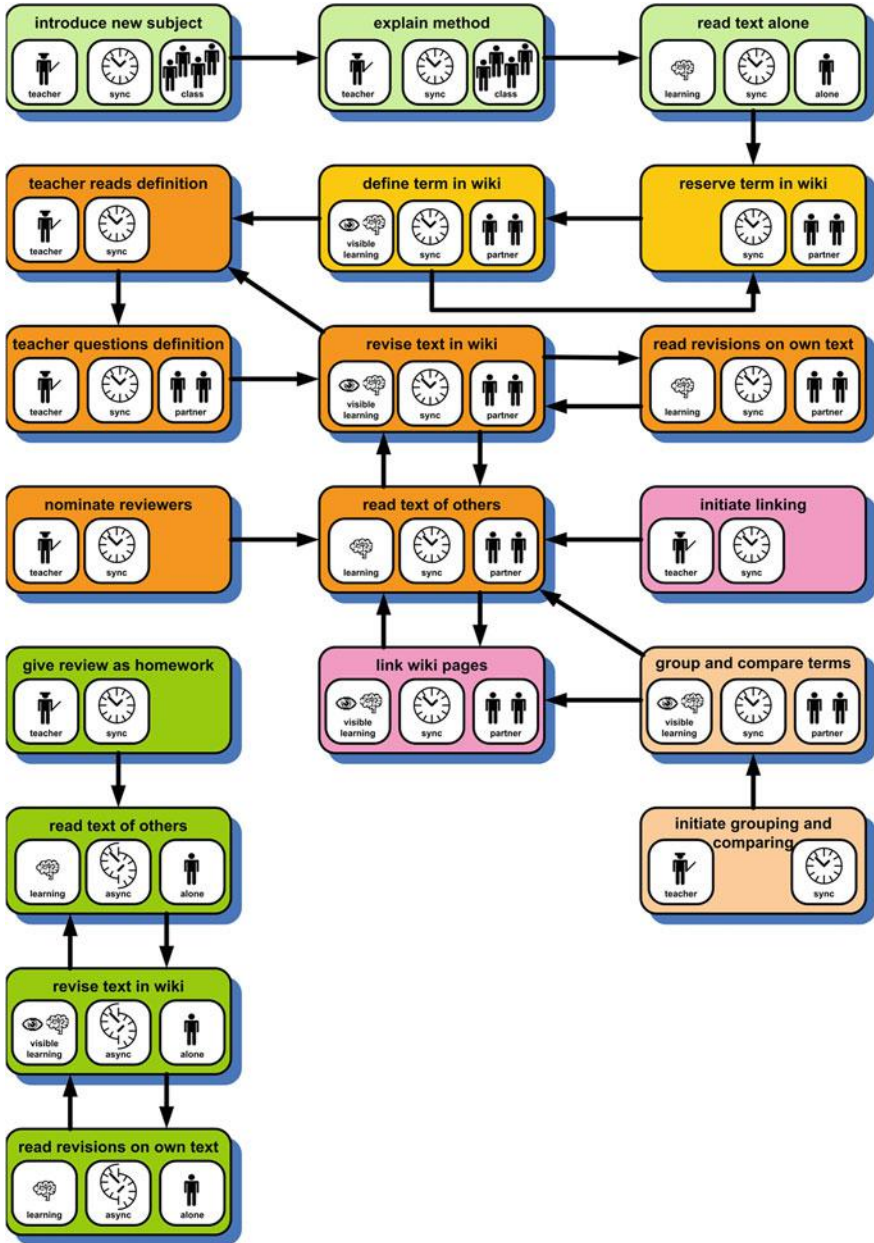 introduce new subject
teacher
sync
class
explain method
teacher
sync
class
read text alone
learning
sync
alone
teacher reads definition
teacher
sync
define term in wiki
visible
learning
sync
partner
reserve term in wiki
sync
partner
teacher questions definition
teacher
sync
partner
revise text in wiki
visible
learning
sync
partner
read revisions on own text
learning
sync
partner
nominate reviewers
teacher
sync
read text of others
learning
sync
partner
initiate linking
teacher
sync
give review as homework
teacher
sync
link wiki pages
visible
learning
sync
partner
group and compare terms
visible
learning
sync
partner
read text of others
learning
async
alone
initiate grouping and
comparing
teacher
sync
revise text in wiki
visible
learning
async
alone
read revisions on own text
learning
async
alone